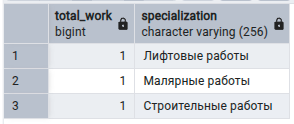 total_work
bigint
specialization
character varying (256)
1 1 Лифтовые работы
2 1 Малярные работы
3 1 Строительные работы